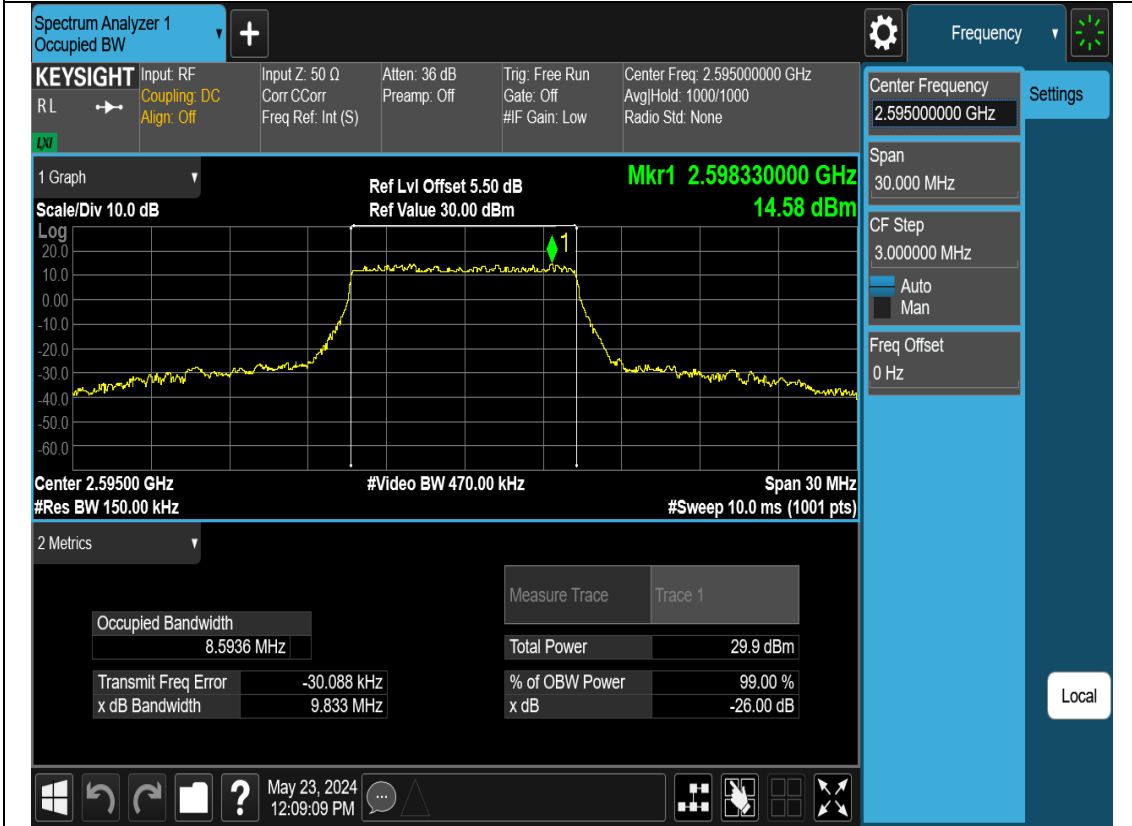 Spectrum Analyzer 1
Occupied BW
Frequency
KEYSIGHT
R L
LXI
Input: RF
Coupling: DC
Align: Off
Input Z: 50 Ω
Corr CCorr
Freq Ref: Int (S)
Atten: 36 dB
Preamp: Off
Trig: Free Run
Gate: Off
#IF Gain: Low
Center Freq: 2.595000000 GHz
Avg|Hold: 1000/1000
Radio Std: None
Center Frequency
2.595000000 GHz
Settings
Span
30.000 MHz
CF Step
3.000000 MHz
Auto
Man
Freq Offset
0 Hz
Local
1 Graph
Scale/Div 10.0 dB
Ref Lvl Offset 5.50 dB
Ref Value 30.00 dBm
Mkr1 2.598330000 GHz
14.58 dBm
Log
20.0
10.0
0.00
-10.0
-20.0
-30.0
-40.0
-50.0
-60.0
1
Center 2.59500 GHz
#Video BW 470.00 kHz
Span 30 MHz
#Res BW 150.00 kHz
#Sweep 10.0 ms (1001 pts)
2 Metrics
Measure Trace Trace 1
Occupied Bandwidth
8.5936 MHz
Total Power 29.9 dBm
Transmit Freq Error -30.088 kHz
% of OBW Power 99.00 %
x dB Bandwidth 9.833 MHz
x dB -26.00 dB
?
May 23, 2024
12:09:09 PM